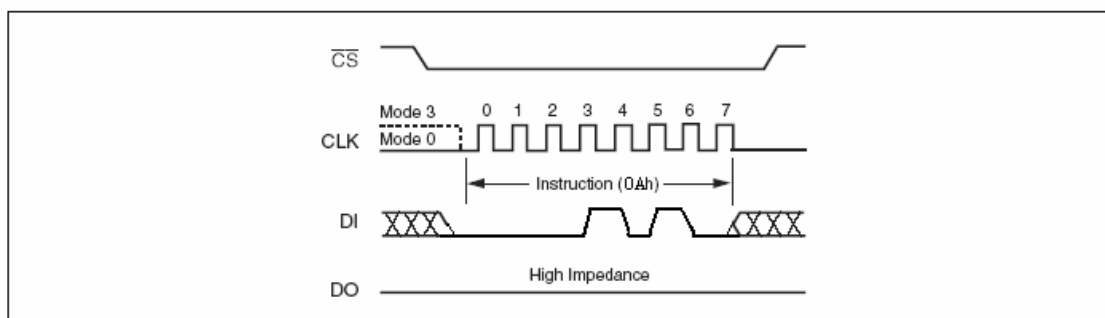 CS
Mode 3
0 1 2 3 4 5 6 7
CLK
Mode 0
Instruction (0Ah)
DI
High Impedance
DO